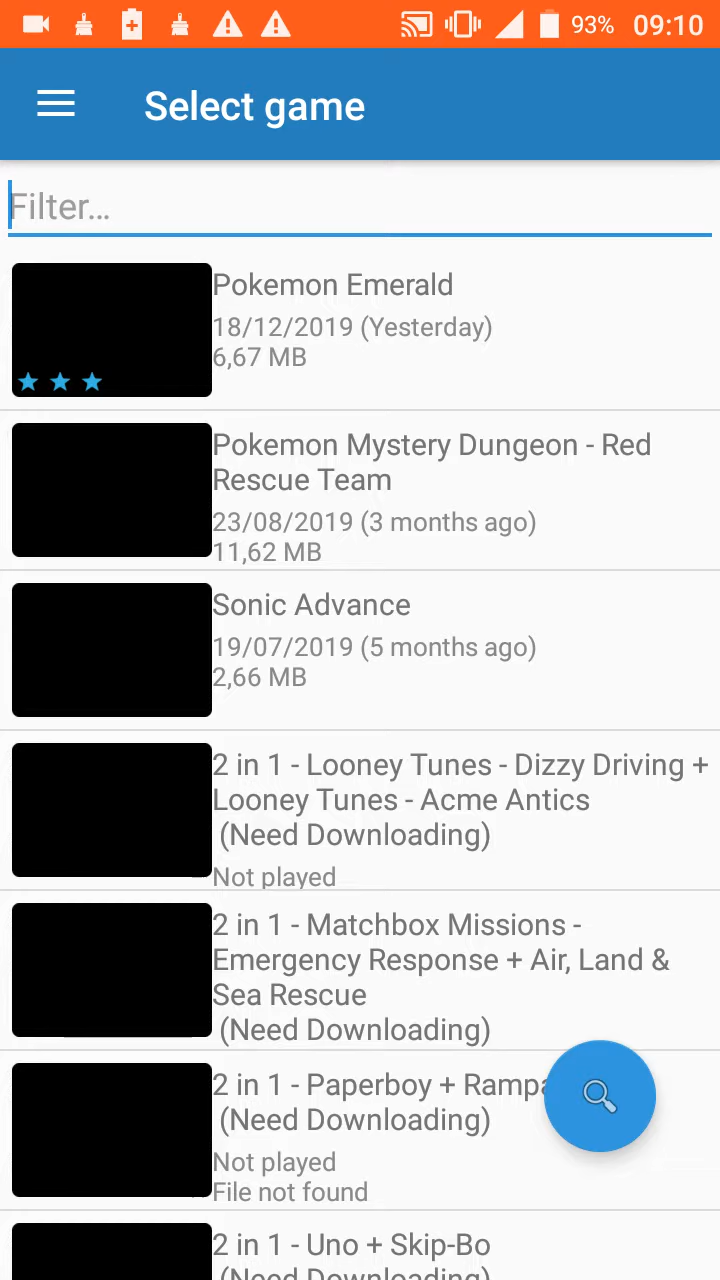 93% 09:10
Select game
Filter...
Pokemon Emerald
18/12/2019 (Yesterday)
6,67 MB
Pokemon Mystery Dungeon - Red
Rescue Team
23/08/2019 (3 months ago)
11,62 MB
Sonic Advance
19/07/2019 (5 months ago)
2,66 MB
2 in 1 - Looney Tunes - Dizzy Driving +
Looney Tunes - Acme Antics
(Need Downloading)
Not played
2 in 1 - Matchbox Missions -
Emergency Response + Air, Land &
Sea Rescue
(Need Downloading)
2 in 1 - Paperboy + Rampa
(Need Downloading)
Not played
File not found
2 in 1 - Uno + Skip-Bo
(Need Downloading)